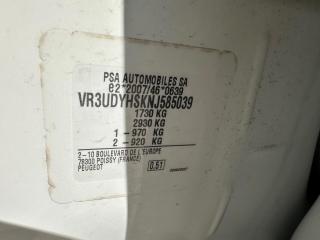 PSA AUTOMOBILES SA
e2*2007/46*0639
VR3UDYHSKNJ585039
1730 KG
2930 KG
1 - 970 KG
2 - 920 KG
2-10 BOULEVARD DE L'EUROPE
78300 POISSY (FRANCE)
PEUGEOT
0.51